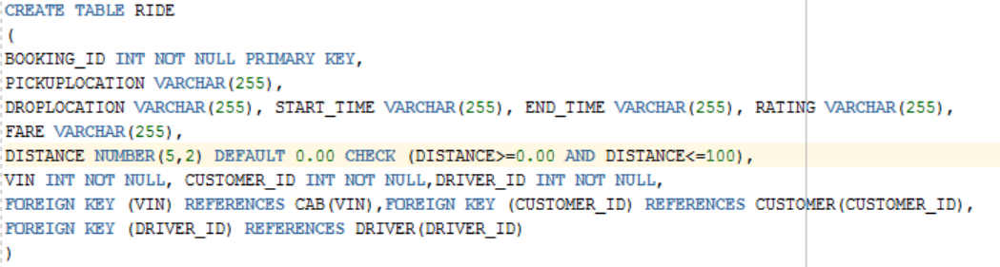 CREATE TABLE RIDE
(
BOOKING_ID INT NOT NULL PRIMARY KEY,
PICKUPLOCATION VARCHAR(255),
DROPLOCATION VARCHAR(255), START_TIME VARCHAR(255), END_TIME VARCHAR(255), RATING VARCHAR(255),
FARE VARCHAR(255),
DISTANCE NUMBER(5,2) DEFAULT 0.00 CHECK (DISTANCE>=0.00 AND DISTANCE<=100),
VIN INT NOT NULL, CUSTOMER_ID INT NOT NULL,DRIVER_ID INT NOT NULL,
FOREIGN KEY (VIN) REFERENCES CAB(VIN),FOREIGN KEY (CUSTOMER_ID) REFERENCES CUSTOMER(CUSTOMER_ID),
FOREIGN KEY (DRIVER_ID) REFERENCES DRIVER(DRIVER_ID)
)